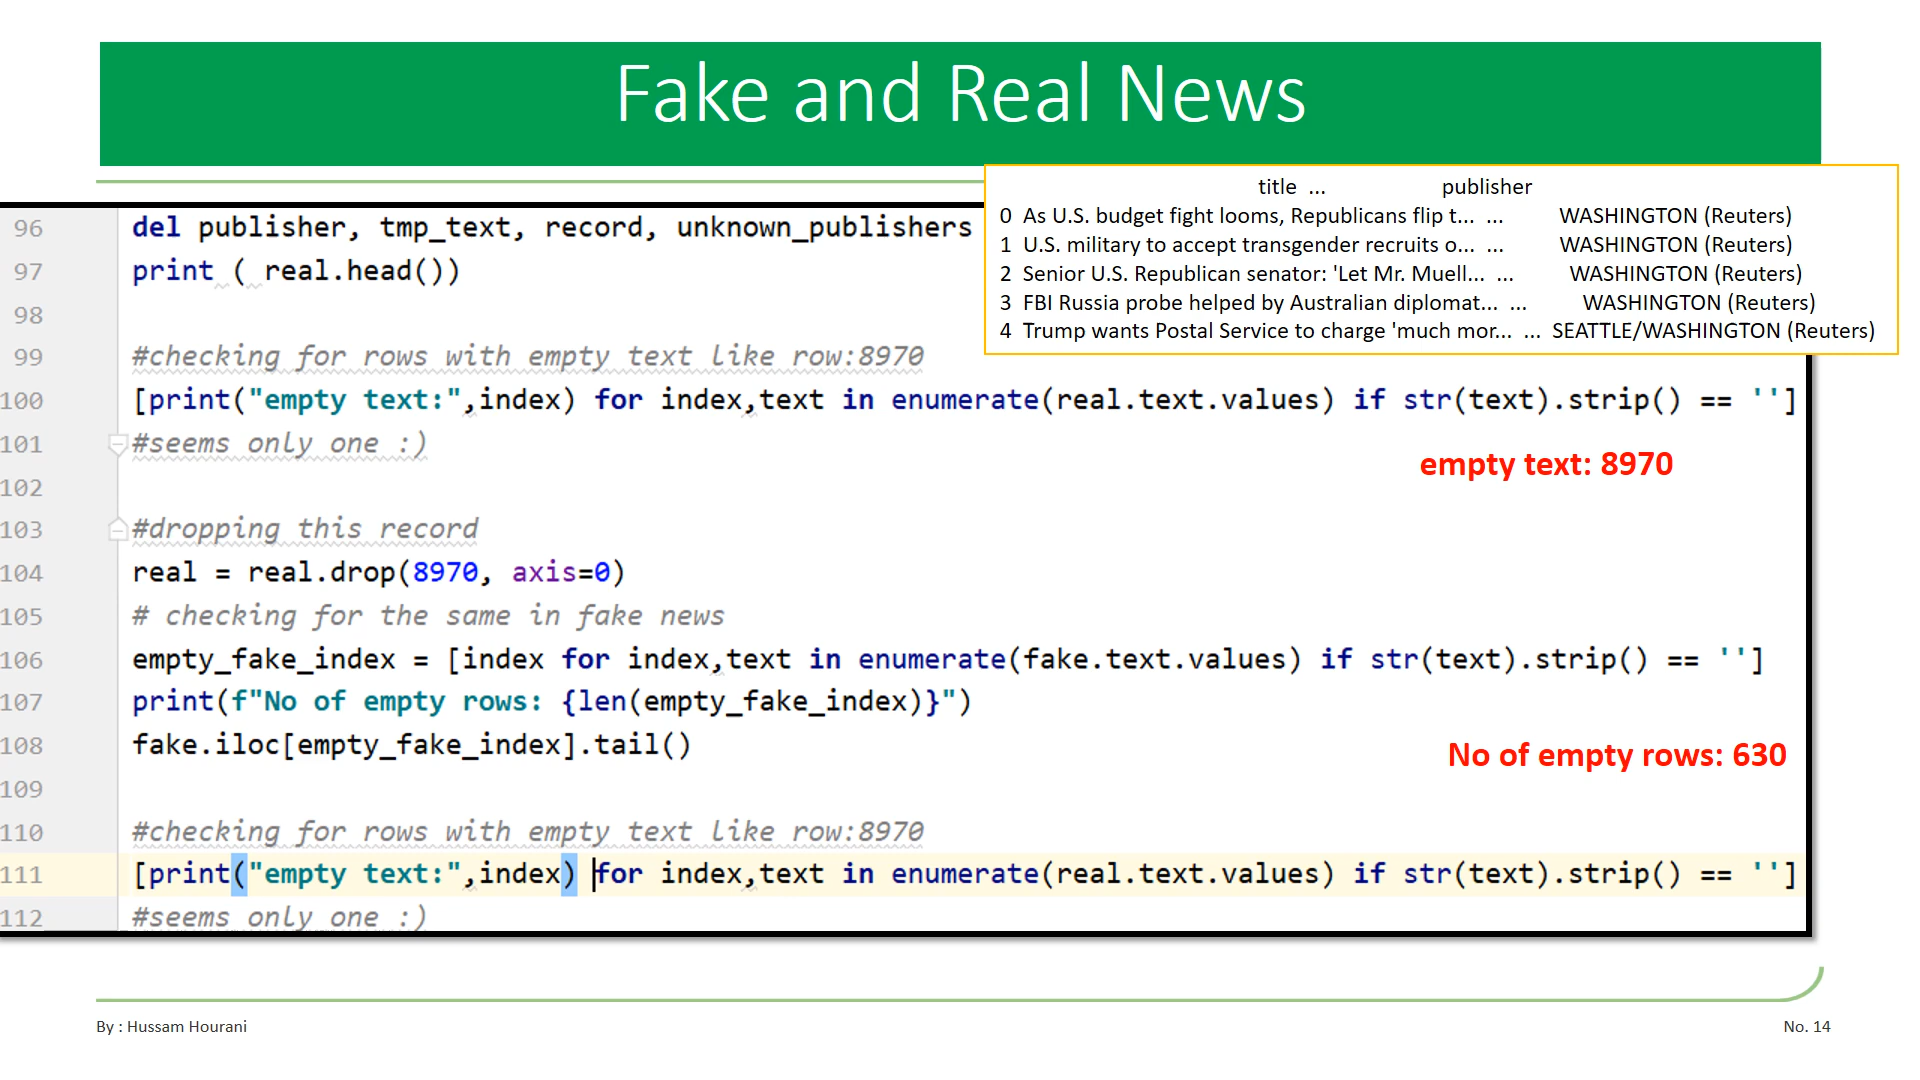 Fake and Real News
title ... publisher
0 As U.S. budget fight looms, Republicans flip t... ... WASHINGTON (Reuters)
1 U.S. military to accept transgender recruits o... ... WASHINGTON (Reuters)
2 Senior U.S. Republican senator: 'Let Mr. Muell... ... WASHINGTON (Reuters)
3 FBI Russia probe helped by Australian diplomat... ... WASHINGTON (Reuters)
4 Trump wants Postal Service to charge 'much mor... ... SEATTLE/WASHINGTON (Reuters)
96 del publisher, tmp_text, record, unknown_publishers
97 print ( real.head())
98
99 #checking for rows with empty text like row:8970
100 [print("empty text:",index) for index,text in enumerate(real.text.values) if str(text).strip() == '']
101 #seems only one :)
empty text: 8970
102
103 #dropping this record
104 real = real.drop(8970, axis=0)
105 # checking for the same in fake news
106 empty_fake_index = [index for index,text in enumerate(fake.text.values) if str(text).strip() == '']
107 print(f"No of empty rows: {len(empty_fake_index)}")
108 fake.iloc[empty_fake_index].tail()
No of empty rows: 630
109
110 #checking for rows with empty text like row:8970
111 [print("empty text:",index) for index,text in enumerate(real.text.values) if str(text).strip() == '']
112 #seems only one :)
By : Hussam Hourani
No. 14